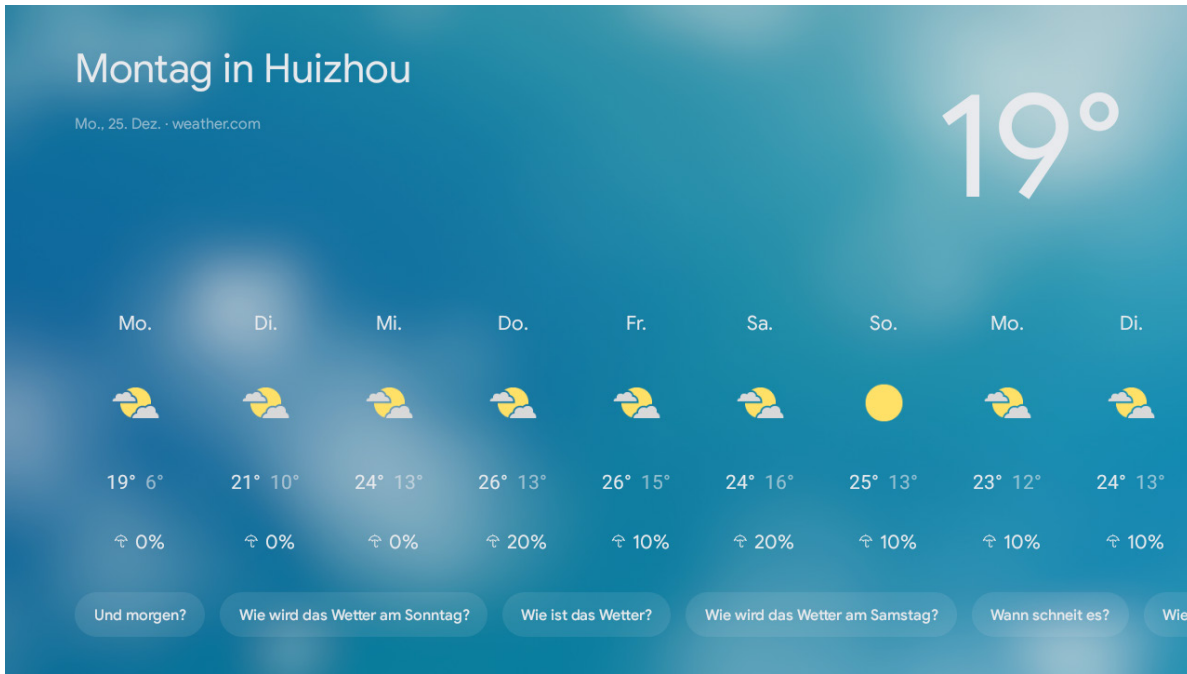 Montag in Huizhou
19°
Mo., 25. Dez. · weather.com
Mo. Di. Mi. Do. Fr. Sa. So. Mo. Di.
19° 6° 21° 10° 24° 13° 26° 13° 26° 15° 24° 16° 25° 13° 23° 12° 24° 13°
0% 0% 0% 20% 10% 20% 10% 10% 10%
Und morgen? Wie wird das Wetter am Sonntag? Wie ist das Wetter? Wie wird das Wetter am Samstag? Wann schneit es? Wie